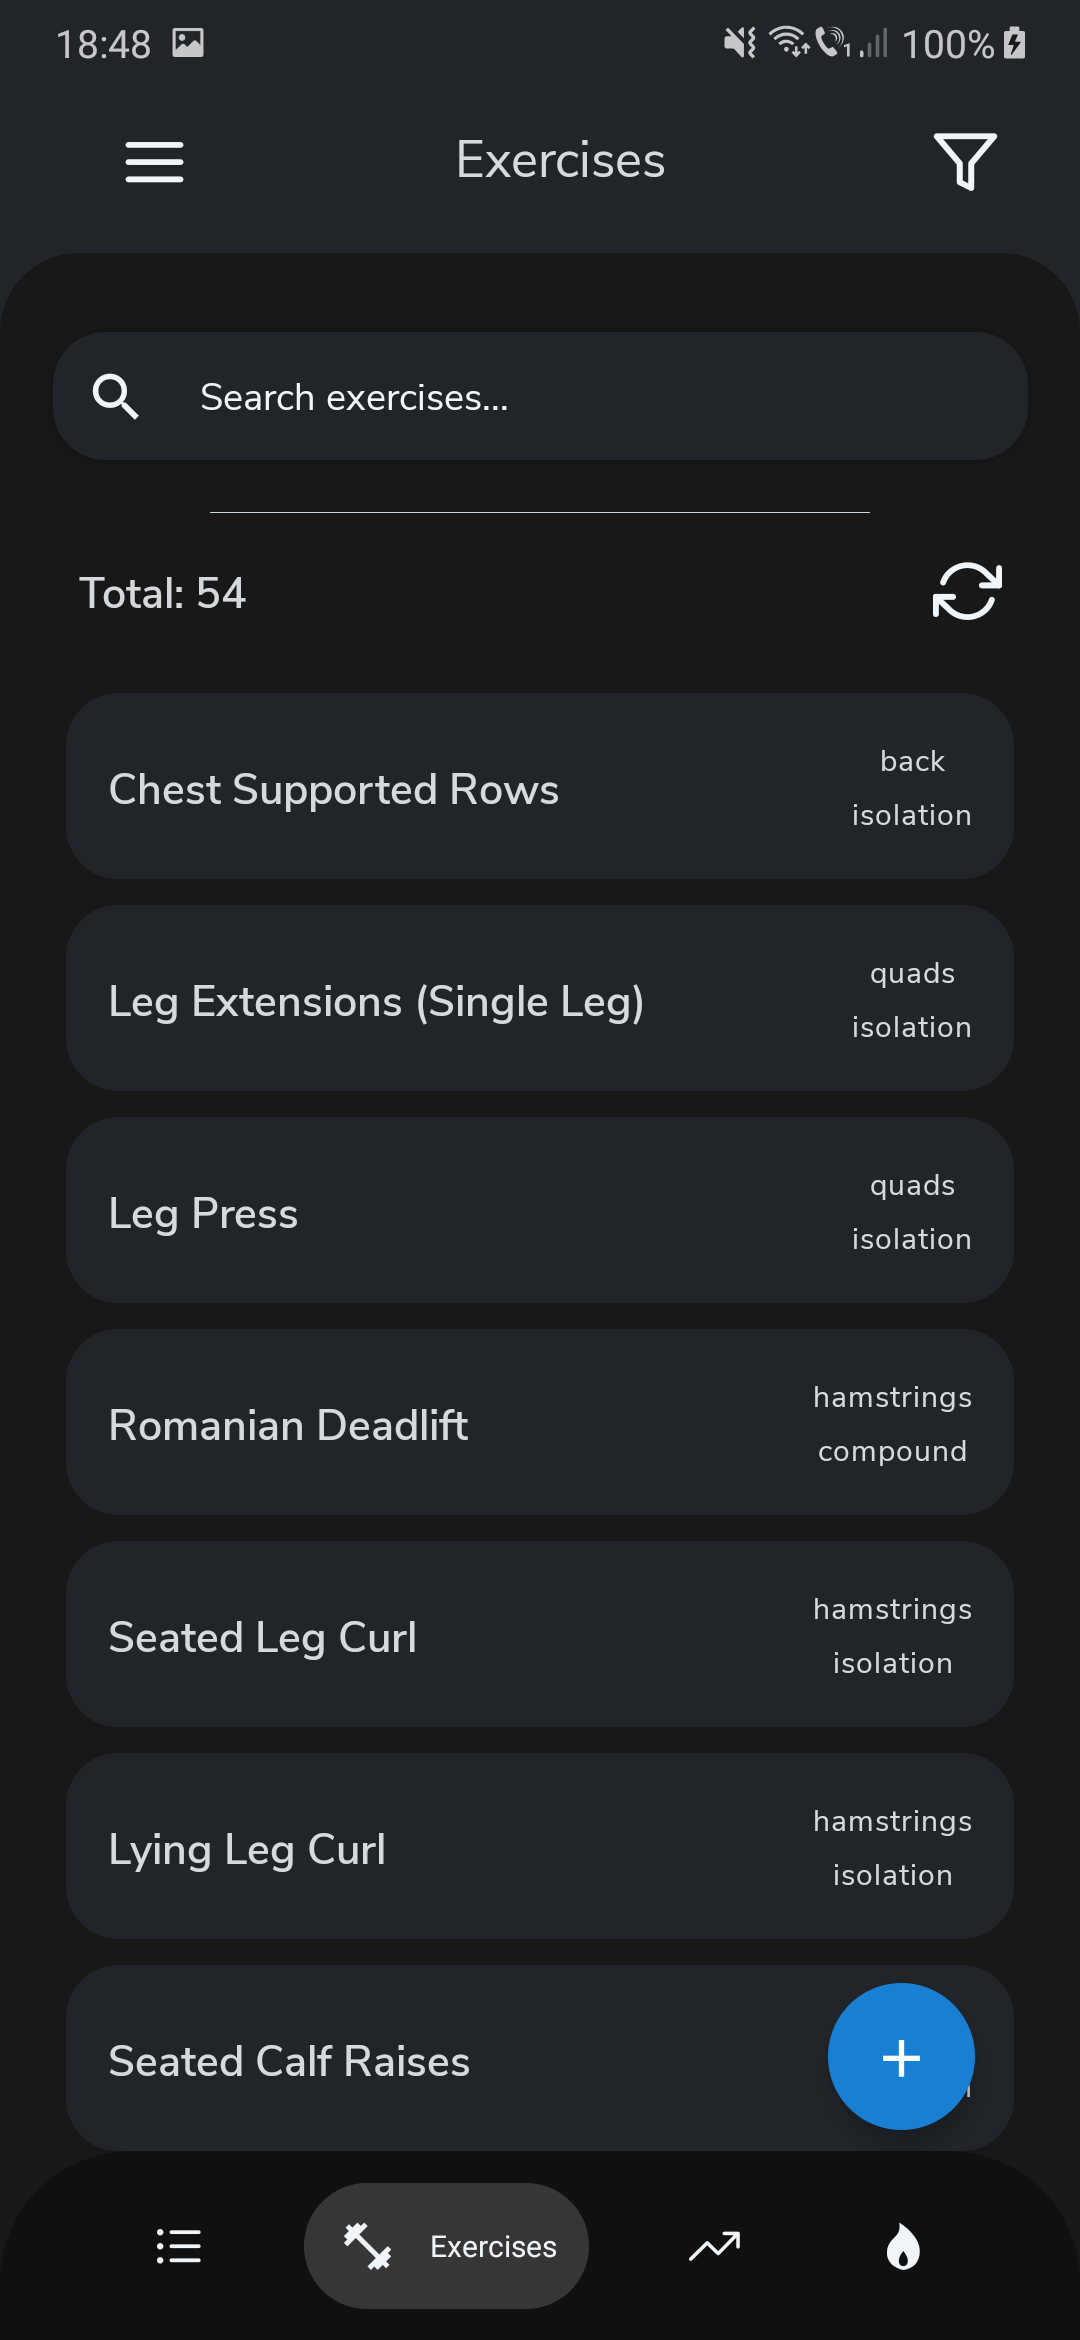 18:48
100%
Exercises
Search exercises...
Total: 54
Chest Supported Rows
back
isolation
Leg Extensions (Single Leg)
quads
isolation
Leg Press
quads
isolation
Romanian Deadlift
hamstrings
compound
Seated Leg Curl
hamstrings
isolation
Lying Leg Curl
hamstrings
isolation
Seated Calf Raises
Exercises